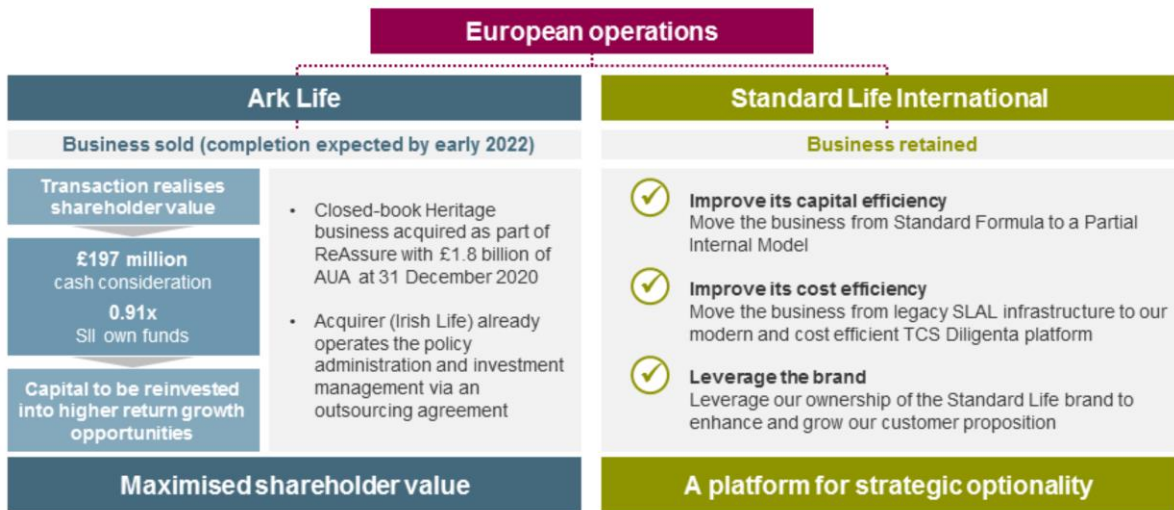 European operations
Ark Life
Business sold (completion expected by early 2022)
Transaction realises
shareholder value
£197 million
cash consideration
0.91x
SII own funds
Capital to be reinvested
into higher return growth
opportunities
• Closed-book Heritage
business acquired as part of
ReAssure with £1.8 billion of
AUA at 31 December 2020
• Acquirer (Irish Life) already
operates the policy
administration and investment
management via an
outsourcing agreement
Maximised shareholder value
Standard Life International
Business retained
Improve its capital efficiency
Move the business from Standard Formula to a Partial
Internal Model
Improve its cost efficiency
Move the business from legacy SLAL infrastructure to our
modern and cost efficient TCS Diligenta platform
Leverage the brand
Leverage our ownership of the Standard Life brand to
enhance and grow our customer proposition
A platform for strategic optionality